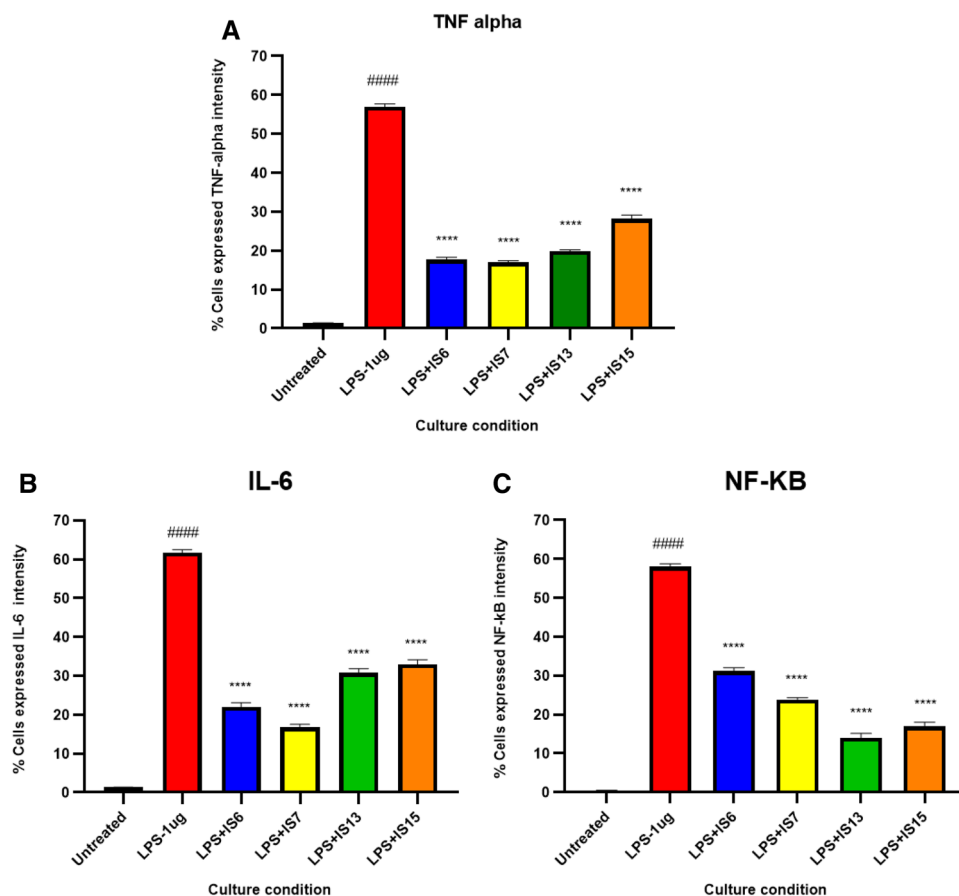 A
TNF alpha
% Cells expressed TNF-alpha intensity
70
60
50
40
30
20
10
0
####
****
****
****
****
Untreated
LPS-1ug
LPS+IS6
LPS+IS7
LPS+IS13
LPS+IS15
Culture condition
B
IL-6
% Cells expressed IL-6 intensity
70
60
50
40
30
20
10
0
####
****
****
****
****
Untreated
LPS-1ug
LPS+IS6
LPS+IS7
LPS+IS13
LPS+IS15
Culture condition
C
NF-KB
% Cells expressed NF-kB intensity
70
60
50
40
30
20
10
0
####
****
****
****
****
Untreated
LPS-1ug
LPS+IS6
LPS+IS7
LPS+IS13
LPS+IS15
Culture condition